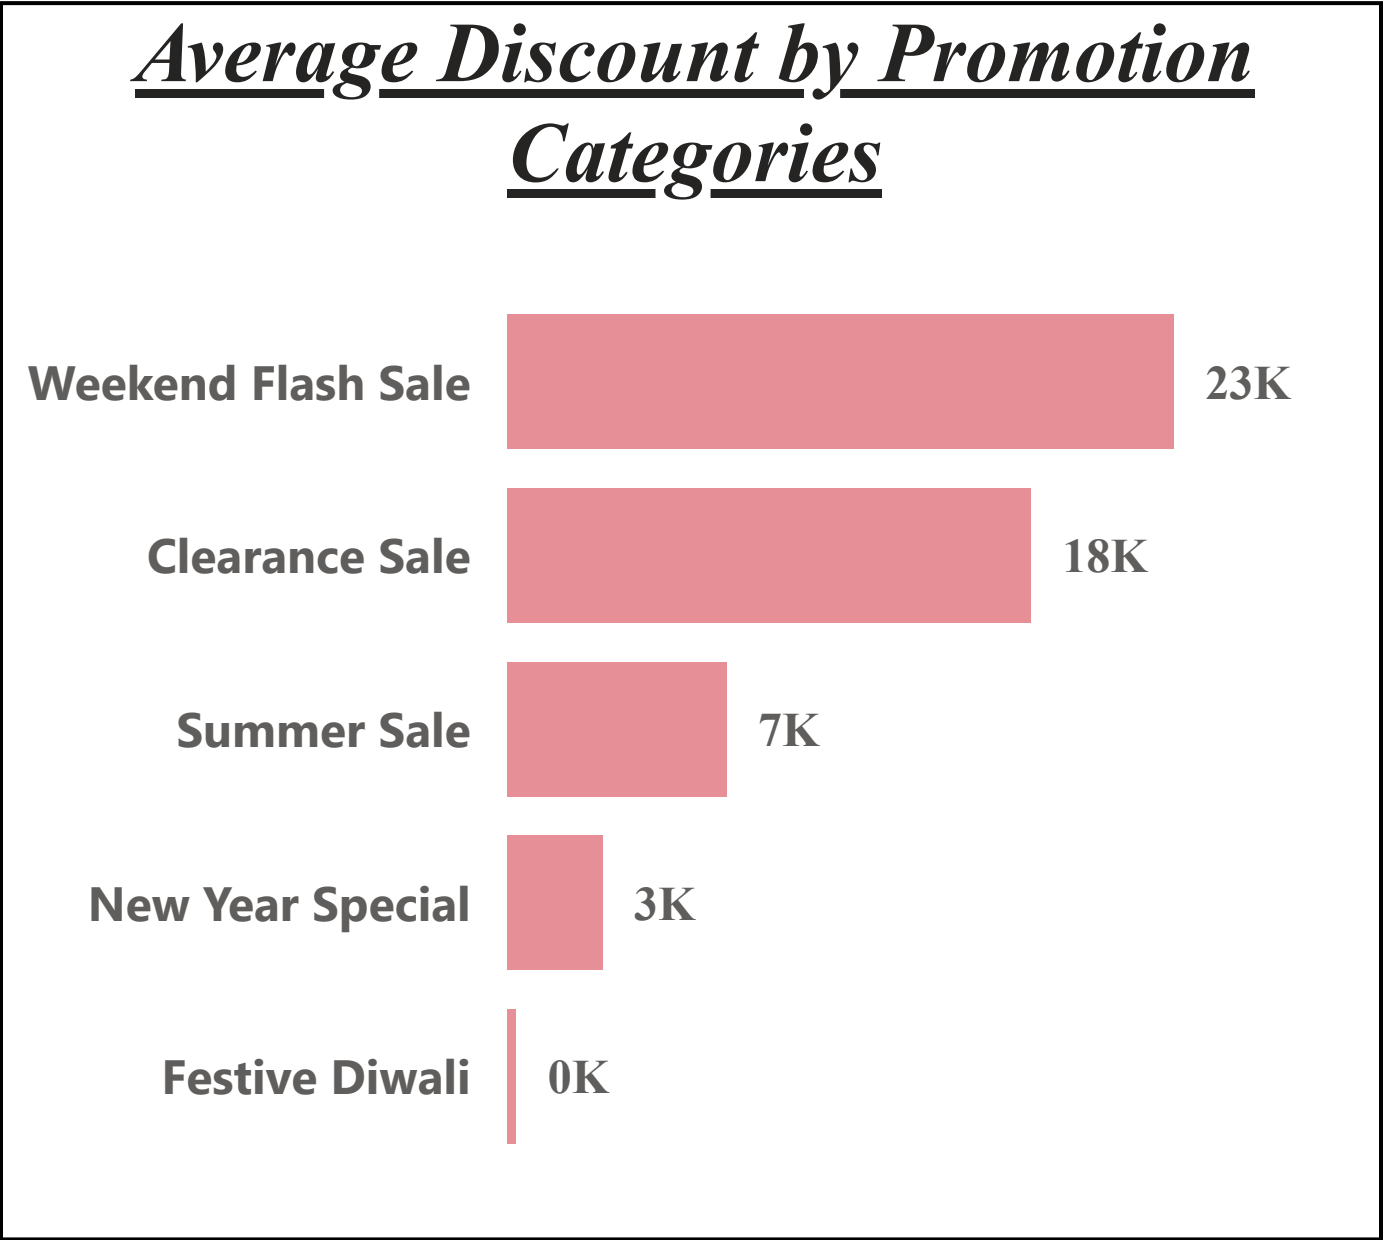 Average Discount by Promotion
Categories
Weekend Flash Sale 23K
Clearance Sale 18K
Summer Sale 7K
New Year Special 3K
Festive Diwali 0K